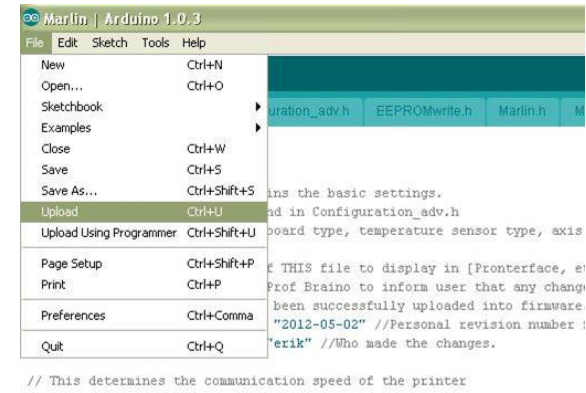 Marlin | Arduino 1.0.3
File Edit Sketch Tools Help
New Ctrl+N
Open... Ctrl+O
Sketchbook
Examples
Close Ctrl+W
Save Ctrl+S
Save As... Ctrl+Shift+S
Upload Ctrl+U
Upload Using Programmer Ctrl+Shift+U
Page Setup Ctrl+Shift+P
Print Ctrl+P
Preferences Ctrl+Comma
Quit Ctrl+Q
uration_adv.h EEPROMwrite.h Marlin.h M
ins the basic settings.
nd in Configuration_adv.h
board type, temperature sensor type, axis
f THIS file to display in [Pronterface, et
Prof Braino to inform user that any chang
been successfully uploaded into firmware.
"2012-05-02" //Personal revision number
"erik" //Who made the changes.
// This determines the communication speed of the printer